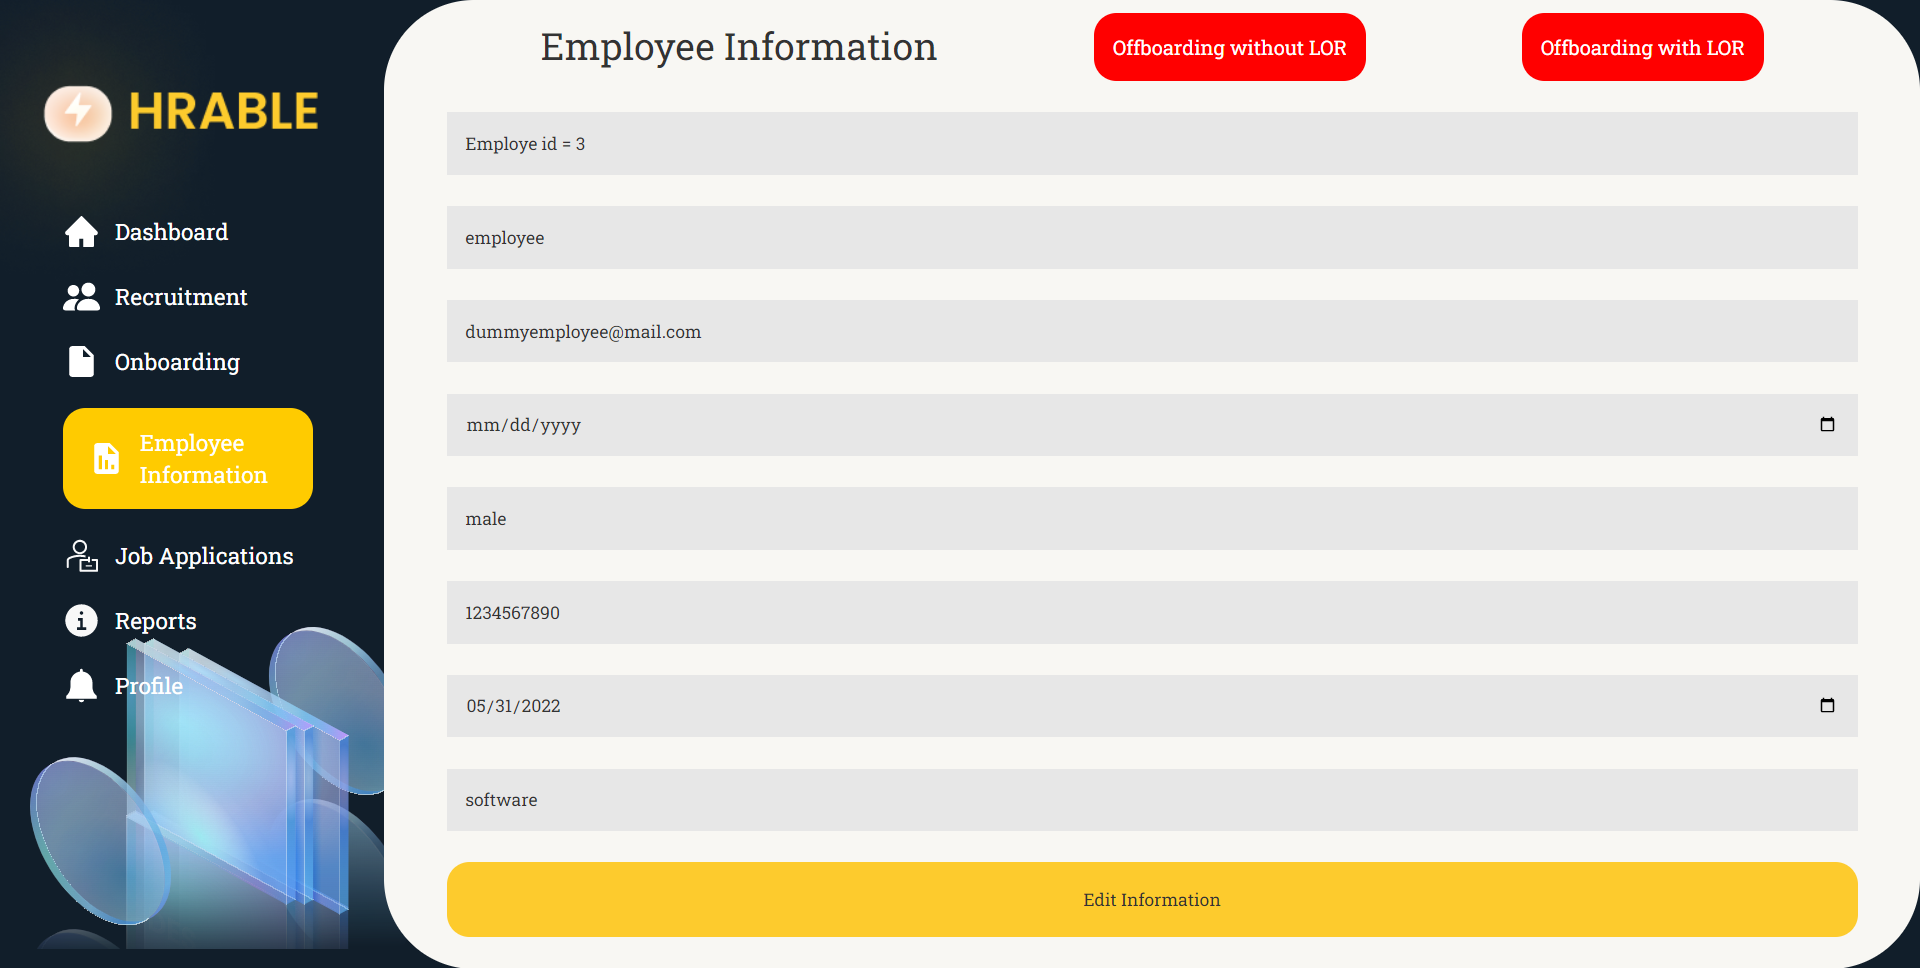 HRABLE
Dashboard
Recruitment
Onboarding
Employee
Information
Job Applications
Reports
Profile
Employee Information
Offboarding without LOR
Offboarding with LOR
Employe id = 3
employee
dummyemployee@mail.com
mm/dd/yyyy
male
1234567890
05/31/2022
software
Edit Information